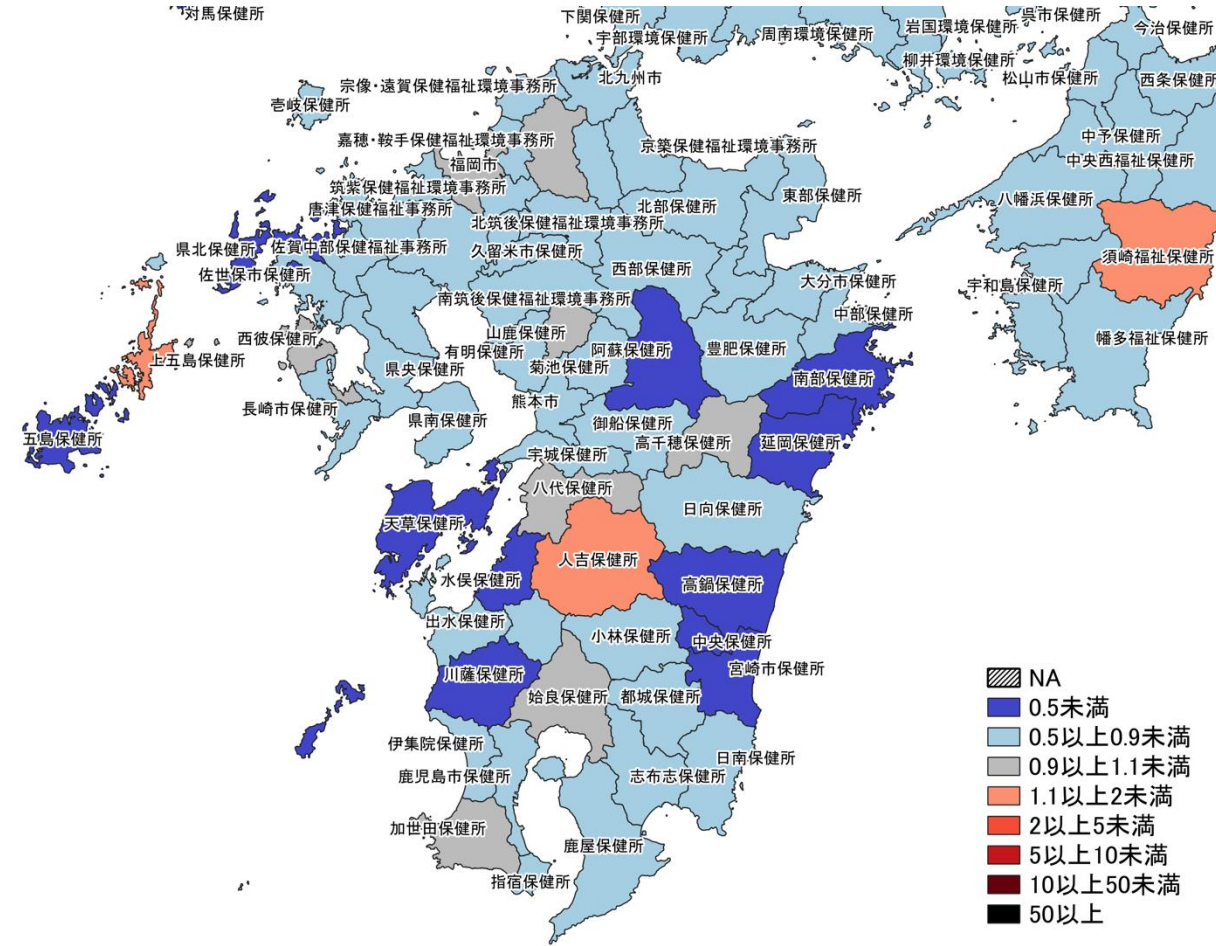 対馬保健所
下関保健所
呉市保健所
宇部環境保健所
周南環境保健所
岩国環境保健所
今治保健所
柳井環境保健所
松山市保健所
西条保健所
北九州市
宗像・遠賀保健福祉環境事務所
壱岐保健所
嘉穂・鞍手保健福祉環境事務所
福岡市
京築保健福祉環境事務所
中予保健所
中央西福祉保健所
筑紫保健福祉環境事務所
東部保健所
八幡浜保健所
唐津保健福祉事務所
北部保健所
北筑後保健福祉環境事務所
県北保健所
佐賀中部保健福祉事務所
久留米市保健所
須崎福祉保健所
佐世保市保健所
西部保健所
大分市保健所
宇和島保健所
南筑後保健福祉環境事務所
中部保健所
西彼保健所
山鹿保健所
幡多福祉保健所
有明保健所
阿蘇保健所
豊肥保健所
上五島保健所
県央保健所
菊池保健所
南部保健所
長崎市保健所
熊本市
県南保健所
御船保健所
五島保健所
高千穂保健所
延岡保健所
宇城保健所
八代保健所
日向保健所
天草保健所
人吉保健所
水俣保健所
高鍋保健所
出水保健所
小林保健所
中央保健所
川薩保健所
宮崎市保健所
姶良保健所
都城保健所
伊集院保健所
日南保健所
鹿児島市保健所
志布志保健所
加世田保健所
鹿屋保健所
指宿保健所
NA
0.5未満
0.5以上0.9未満
0.9以上1.1未満
1.1以上2未満
2以上5未満
5以上10未満
10以上50未満
50以上